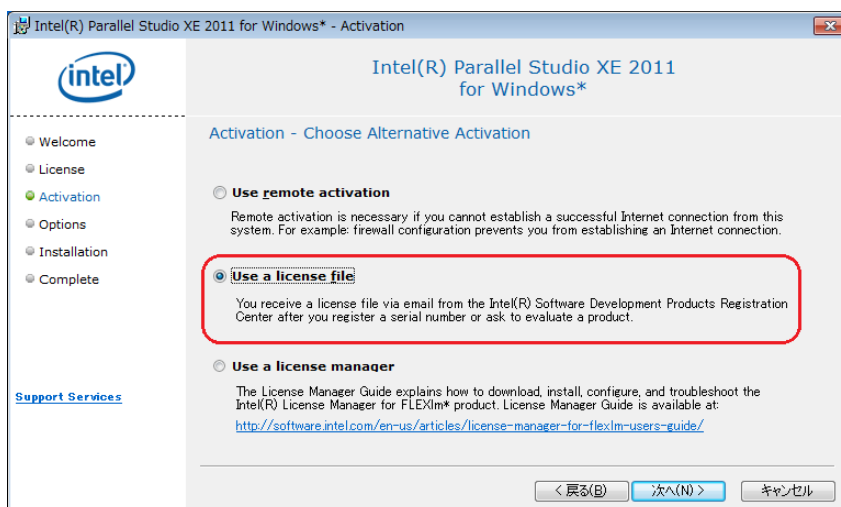 Intel(R) Parallel Studio XE 2011 for Windows* - Activation
intel
Intel(R) Parallel Studio XE 2011
for Windows*
Welcome
License
Activation
Options
Installation
Complete
Support Services
Activation - Choose Alternative Activation
Use remote activation
Remote activation is necessary if you cannot establish a successful Internet connection from this
system. For example: firewall configuration prevents you from establishing an Internet connection.
Use a license file
You receive a license file via email from the Intel(R) Software Development Products Registration
Center after you register a serial number or ask to evaluate a product.
Use a license manager
The License Manager Guide explains how to download, install, configure, and troubleshoot the
Intel(R) License Manager for FLEXlm* product. License Manager Guide is available at:
http://software.intel.com/en-us/articles/license-manager-for-flexlm-users-guide/
< 戻る(B)
次へ(N) >
キャンセル